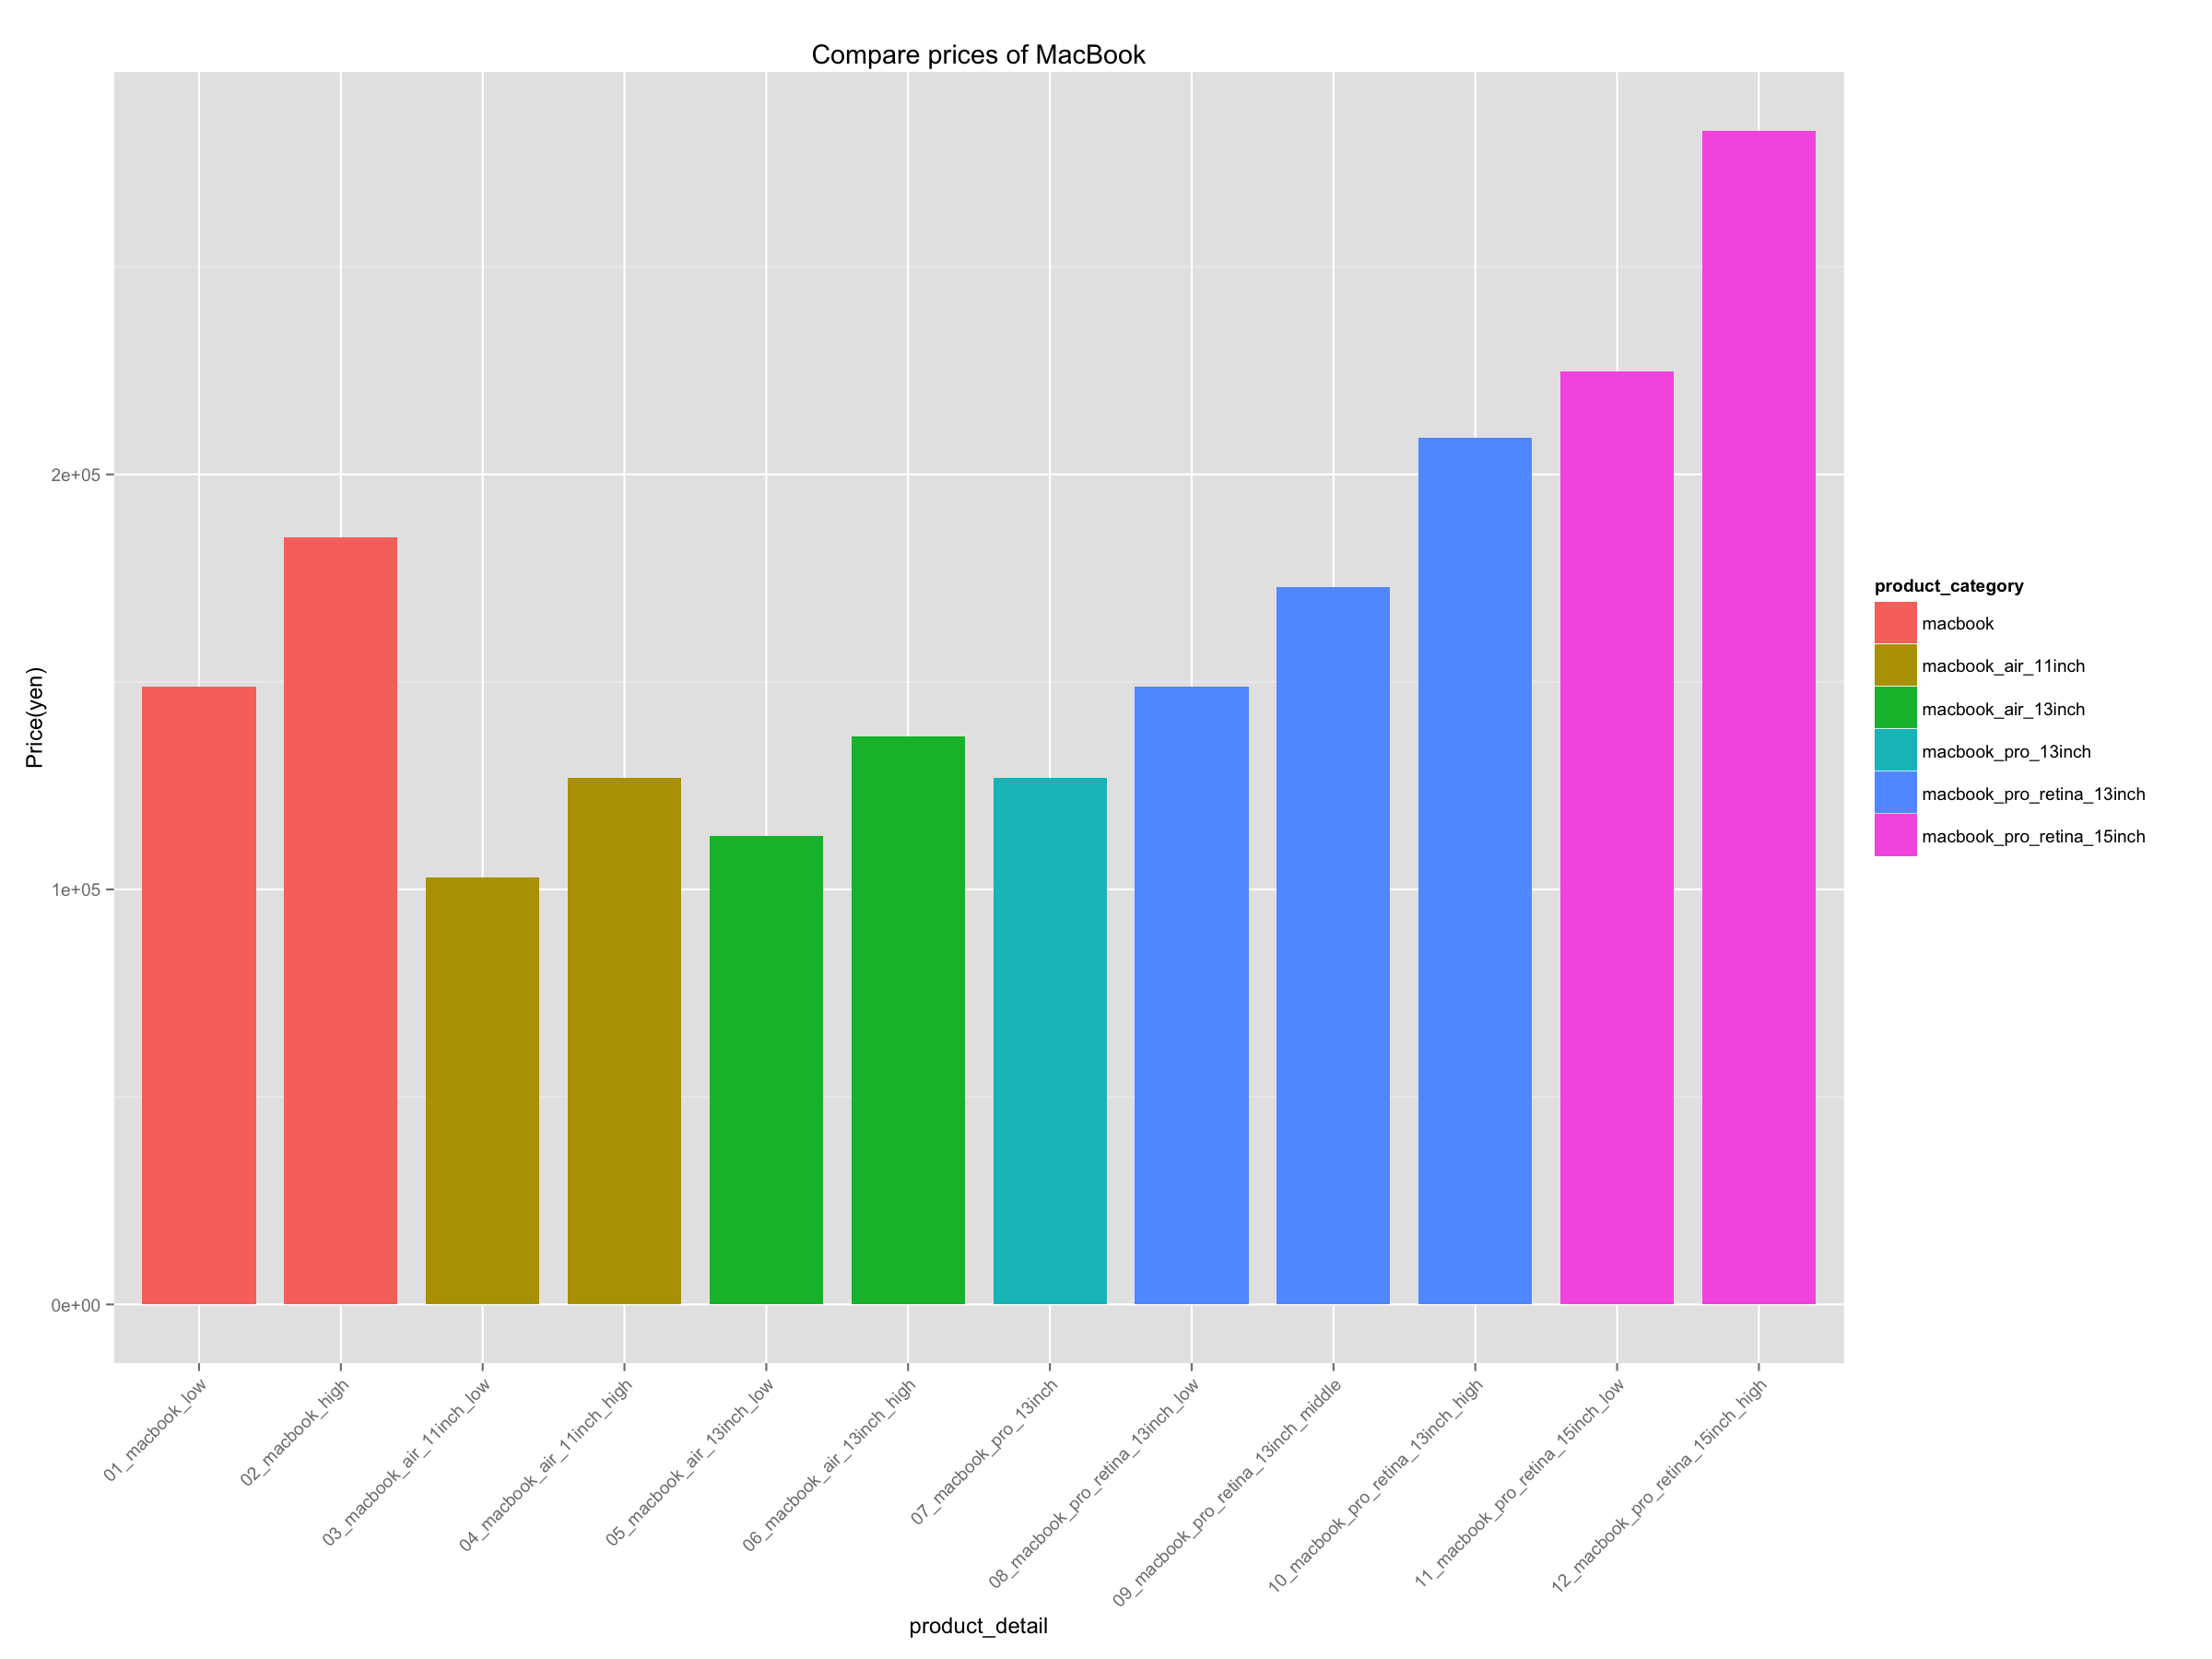 Compare prices of MacBook
Price(yen)
2e+05
1e+05
0e+00
01_macbook_low
02_macbook_high
03_macbook_air_11inch_low
04_macbook_air_11inch_high
05_macbook_air_13inch_low
06_macbook_air_13inch_high
07_macbook_pro_13inch
08_macbook_pro_retina_13inch_low
09_macbook_pro_retina_13inch_middle
10_macbook_pro_retina_13inch_high
11_macbook_pro_retina_15inch_low
12_macbook_pro_retina_15inch_high
product_detail
product_category
macbook
macbook_air_11inch
macbook_air_13inch
macbook_pro_13inch
macbook_pro_retina_13inch
macbook_pro_retina_15inch